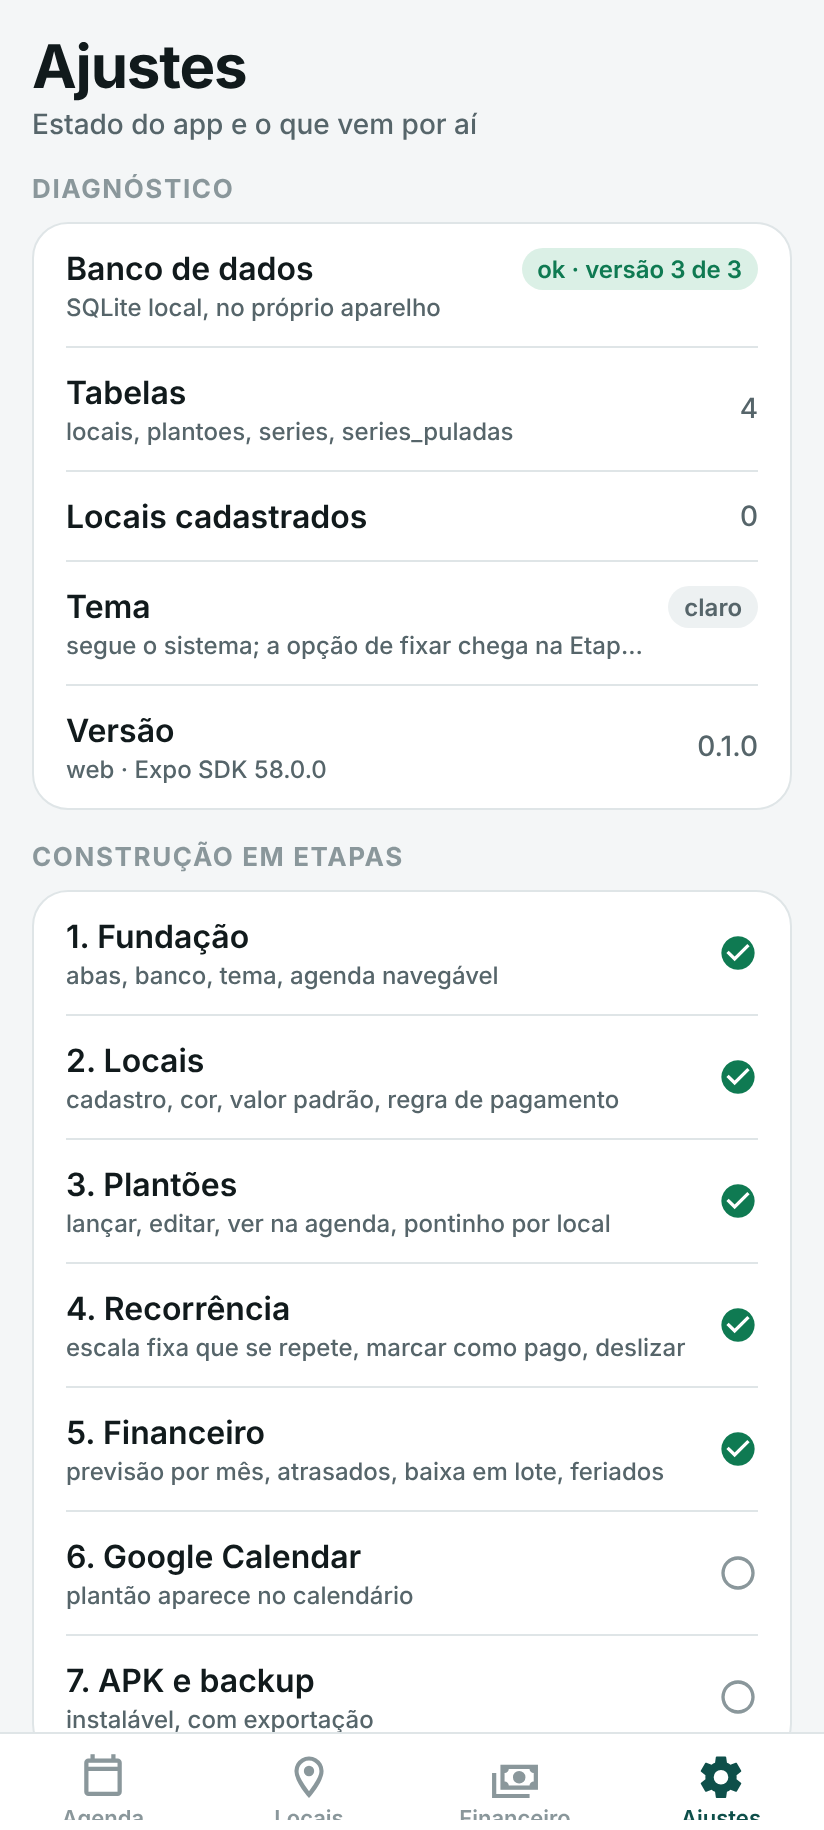 Ajustes
Estado do app e o que vem por aí
DIAGNÓSTICO
Banco de dados
ok · versão 3 de 3
SQLite local, no próprio aparelho
Tabelas
4
locais, plantoes, series, series_puladas
Locais cadastrados
0
Tema
claro
segue o sistema; a opção de fixar chega na Etap...
Versão
0.1.0
web · Expo SDK 58.0.0
CONSTRUÇÃO EM ETAPAS
1. Fundação
abas, banco, tema, agenda navegável
2. Locais
cadastro, cor, valor padrão, regra de pagamento
3. Plantões
lançar, editar, ver na agenda, pontinho por local
4. Recorrência
escala fixa que se repete, marcar como pago, deslizar
5. Financeiro
previsão por mês, atrasados, baixa em lote, feriados
6. Google Calendar
plantão aparece no calendário
7. APK e backup
instalável, com exportação
Agenda
Locais
Financeiro
Ajustes